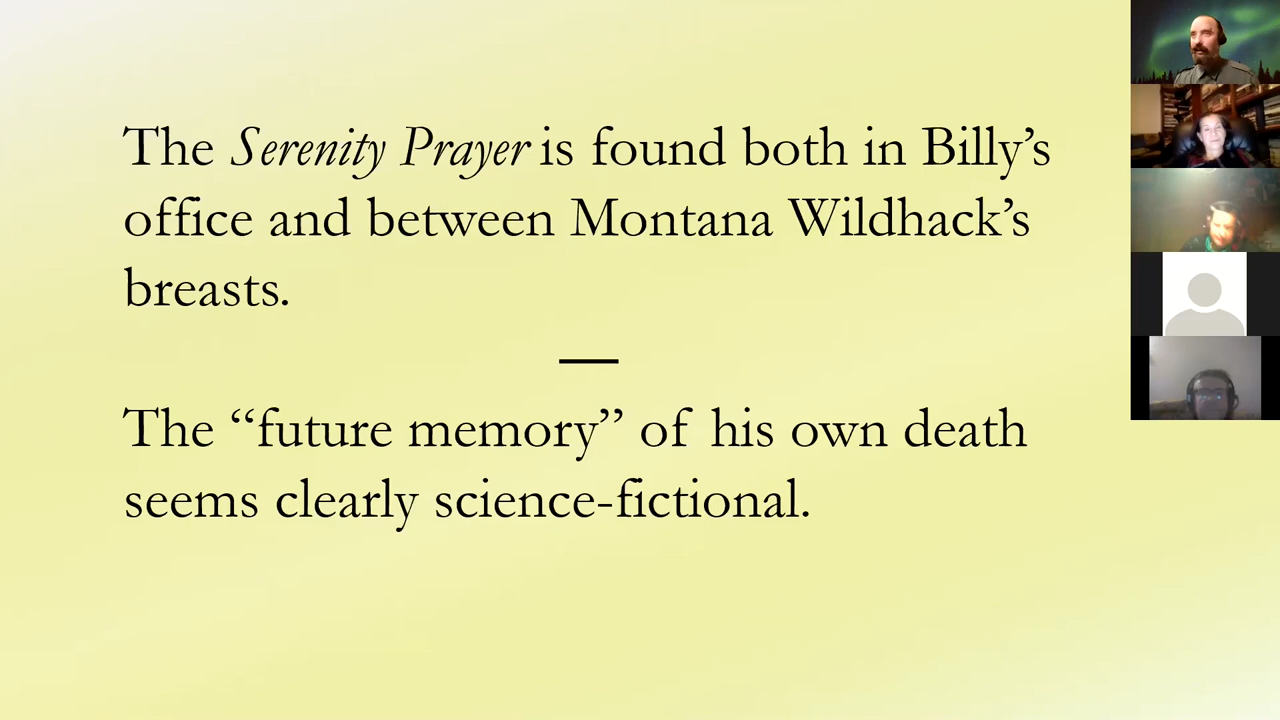 The Serenity Prayer is found both in Billy’s
office and between Montana Wildhack’s
breasts.
—
The “future memory” of his own death
seems clearly science-fictional.